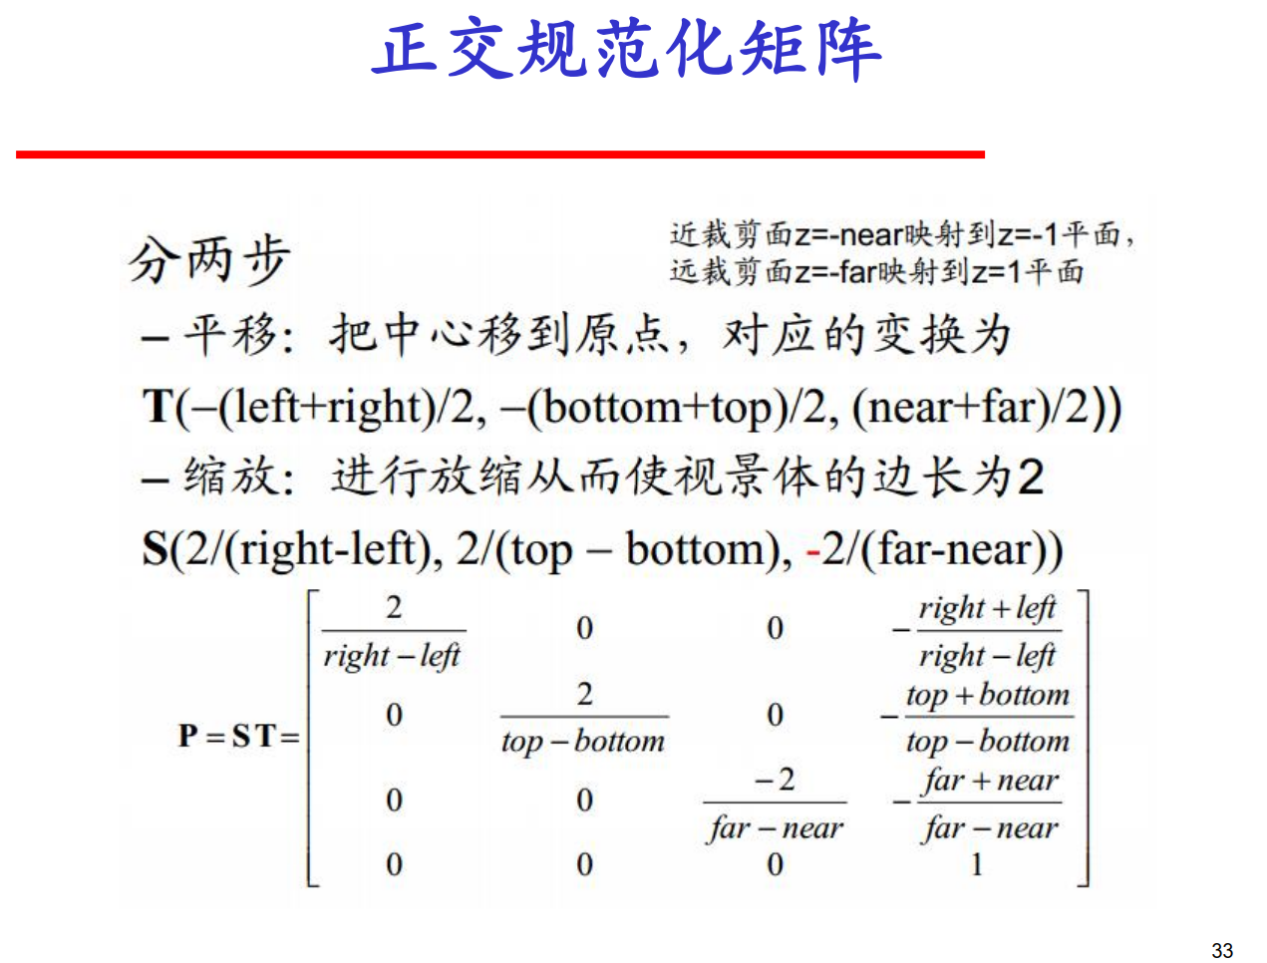 正交规范化矩阵
分两步
近裁剪面z=-near映射到z=-1平面，
远裁剪面z=-far映射到z=1平面
– 平移：把中心移到原点，对应的变换为
T(–(left+right)/2, –(bottom+top)/2, (near+far)/2))
– 缩放：进行放缩从而使视景体的边长为2
S(2/(right-left), 2/(top – bottom), -2/(far-near))
2 right + left
0 0 –
right – left right – left
2 top + bottom
0 0 –
top – bottom top – bottom
P = S T =
– 2 far + near
0 0 –
far – near far – near
0 0 0 1
33